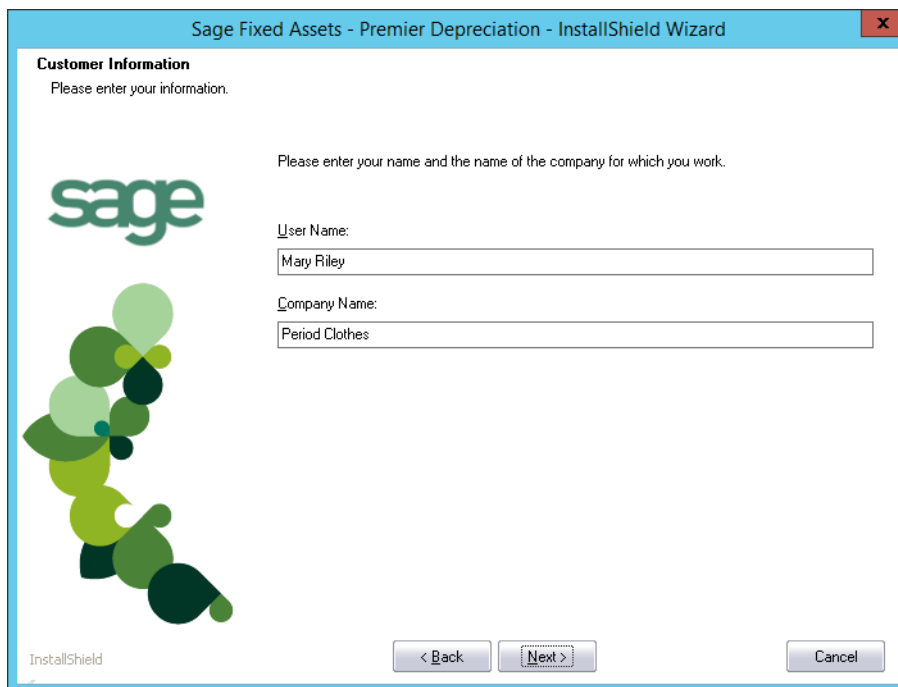 Sage Fixed Assets - Premier Depreciation - InstallShield Wizard
x
Customer Information
Please enter your information.
sage
Please enter your name and the name of the company for which you work.
User Name:
Mary Riley
Company Name:
Period Clothes
InstallShield
< Back
Next >
Cancel